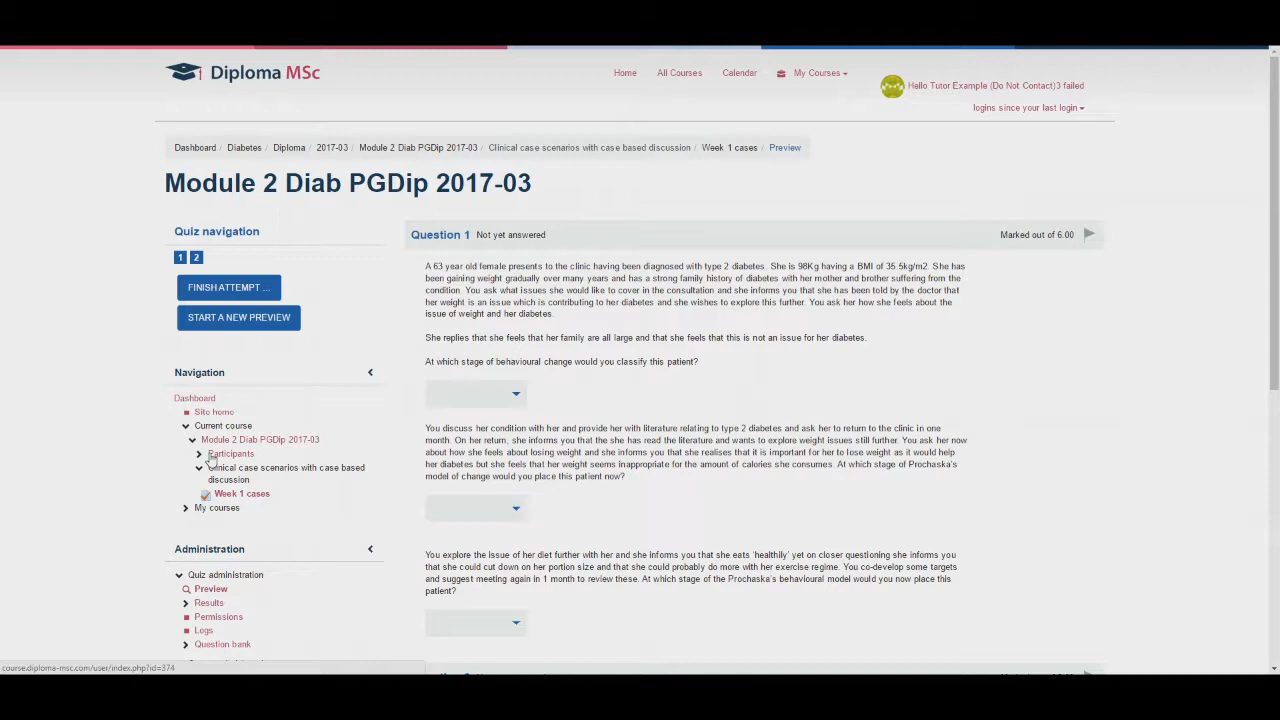 Diploma MSc
Home
All Courses
Calendar
My Courses
Hello Tutor Example (Do Not Contact)3 failed
logins since your last login
Dashboard / Diabetes / Diploma / 2017-03 / Module 2 Diab PGDip 2017-03 / Clinical case scenarios with case based discussion / Week 1 cases / Preview
Module 2 Diab PGDip 2017-03
Quiz navigation
1 2
FINISH ATTEMPT ...
START A NEW PREVIEW
Navigation
Dashboard
Site home
Current course
Module 2 Diab PGDip 2017-03
Participants
Clinical case scenarios with case based
discussion
Week 1 cases
My courses
Administration
Quiz administration
Preview
Results
Permissions
Logs
Question bank
Question 1 Not yet answered
Marked out of 6.00
A 63 year old female presents to the clinic having been diagnosed with type 2 diabetes. She is 98Kg having a BMI of 35.5kg/m2. She has
been gaining weight gradually over many years and has a strong family history of diabetes with her mother and brother suffering from the
condition. You ask what issues she would like to cover in the consultation and she informs you that she has been told by the doctor that
her weight is an issue which is contributing to her diabetes and she wishes to explore this further. You ask her how she feels about the
issue of weight and her diabetes.
She replies that she feels that her family are all large and that she feels that this is not an issue for her diabetes.
At which stage of behavioural change would you classify this patient?
You discuss her condition with her and provide her with literature relating to type 2 diabetes and ask her to return to the clinic in one
month. On her return, she informs you that the she has read the literature and wants to explore weight issues still further. You ask her now
about how she feels about losing weight and she informs you that she realises that it is important for her to lose weight as it would help
her diabetes but she feels that her weight seems inappropriate for the amount of calories she consumes. At which stage of Prochaska's
model of change would you place this patient now?
You explore the issue of her diet further with her and she informs you that she eats 'healthily' yet on closer questioning she informs you
that she could cut down on her portion size and that she could probably do more with her exercise regime. You co-develop some targets
and suggest meeting again in 1 month to review these. At which stage of the Prochaska's behavioural model would you now place this
patient?
course.diploma-msc.com/user/index.php?id=374